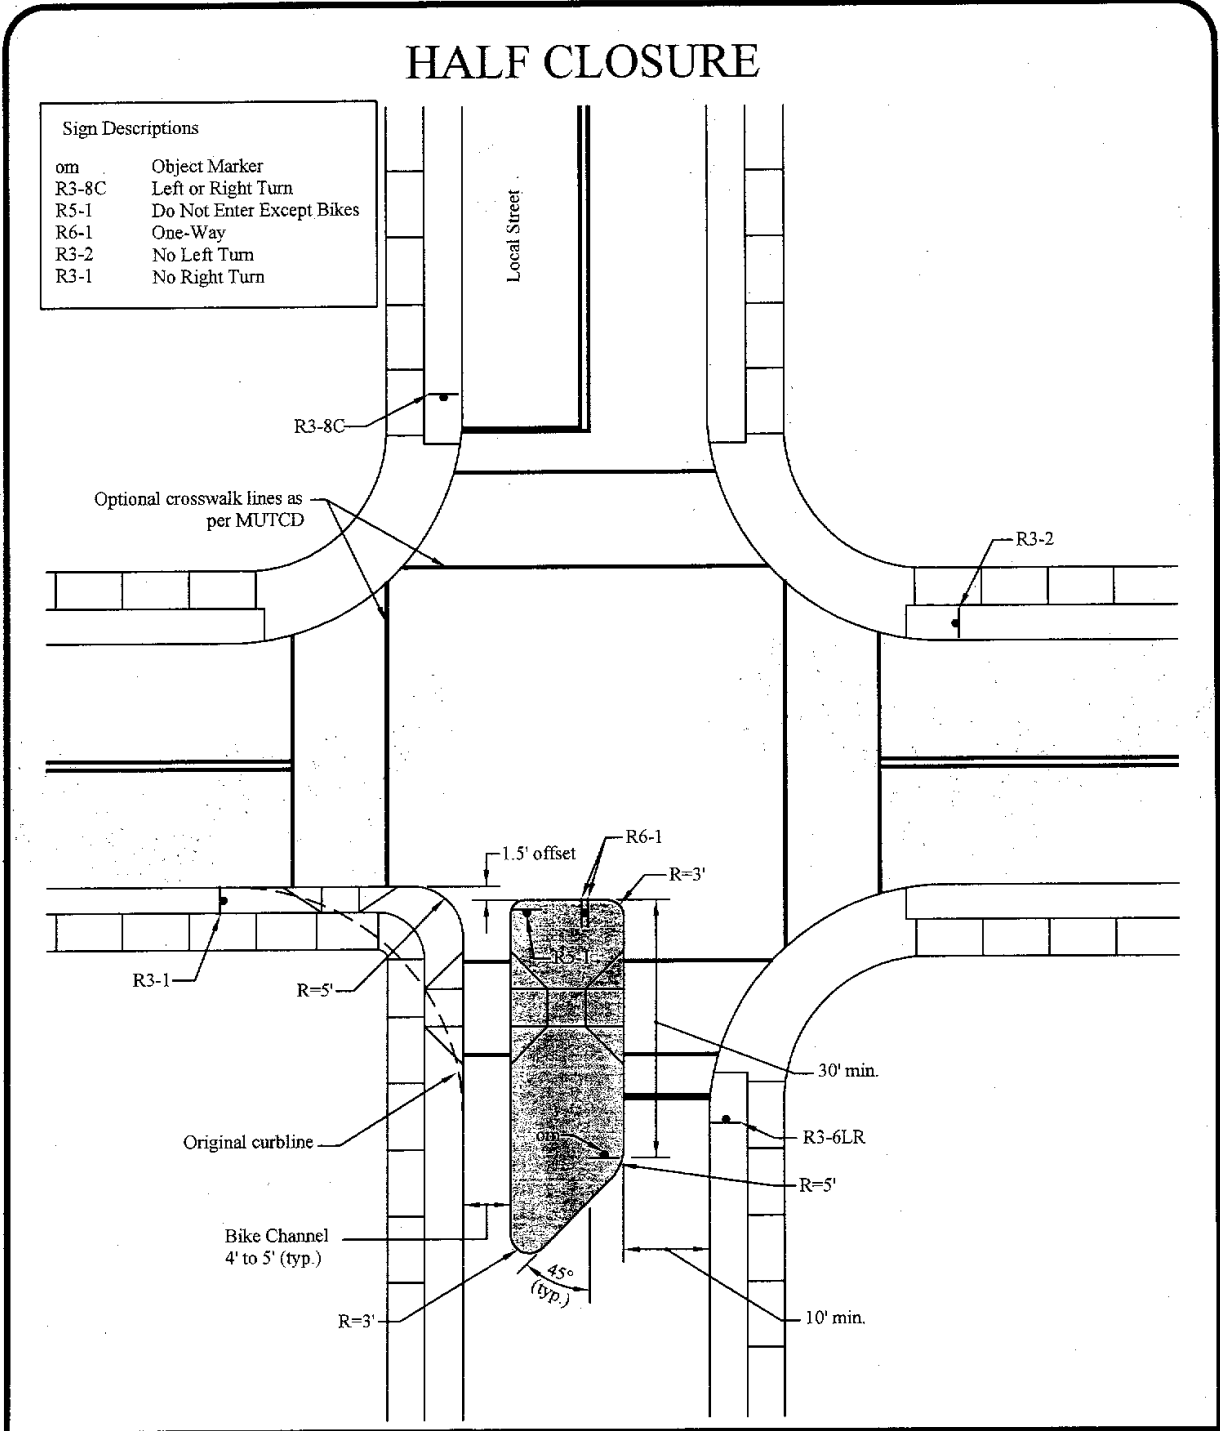 HALF CLOSURE
Sign Descriptions
om Object Marker
R3-8C Left or Right Turn
R5-1 Do Not Enter Except Bikes
R6-1 One-Way
R3-2 No Left Turn
R3-1 No Right Turn
Local Street
R3-8C
Optional crosswalk lines as
per MUTCD
R3-2
R6-1
1.5' offset
R=3'
R5-1
R3-1
R=5'
30' min.
Original curbline
om
R3-6LR
R=5'
Bike Channel
4' to 5' (typ.)
45°
(typ.)
R=3'
10' min.